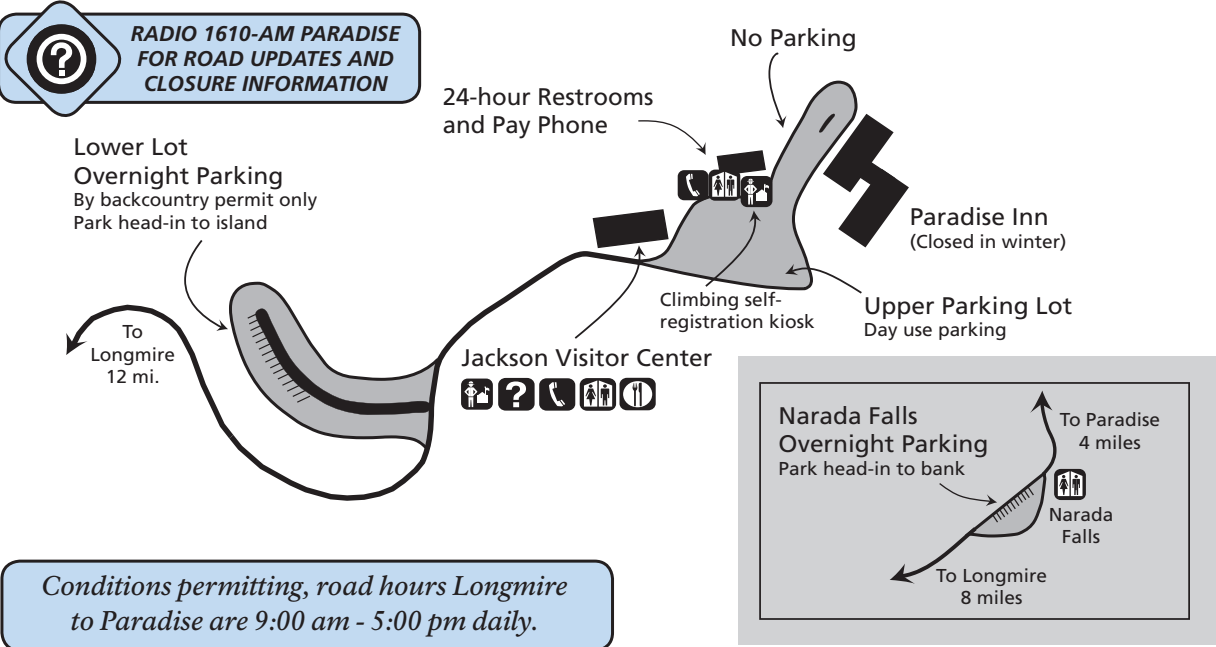 RADIO 1610-AM PARADISE
FOR ROAD UPDATES AND
CLOSURE INFORMATION
No Parking
24-hour Restrooms
and Pay Phone
Lower Lot
Overnight Parking
By backcountry permit only
Park head-in to island
Paradise Inn
(Closed in winter)
Climbing self-
registration kiosk
Upper Parking Lot
Day use parking
To
Longmire
12 mi.
Jackson Visitor Center
?
?
Narada Falls
Overnight Parking
Park head-in to bank
To Paradise
4 miles
Narada
Falls
To Longmire
8 miles
Conditions permitting, road hours Longmire
to Paradise are 9:00 am - 5:00 pm daily.